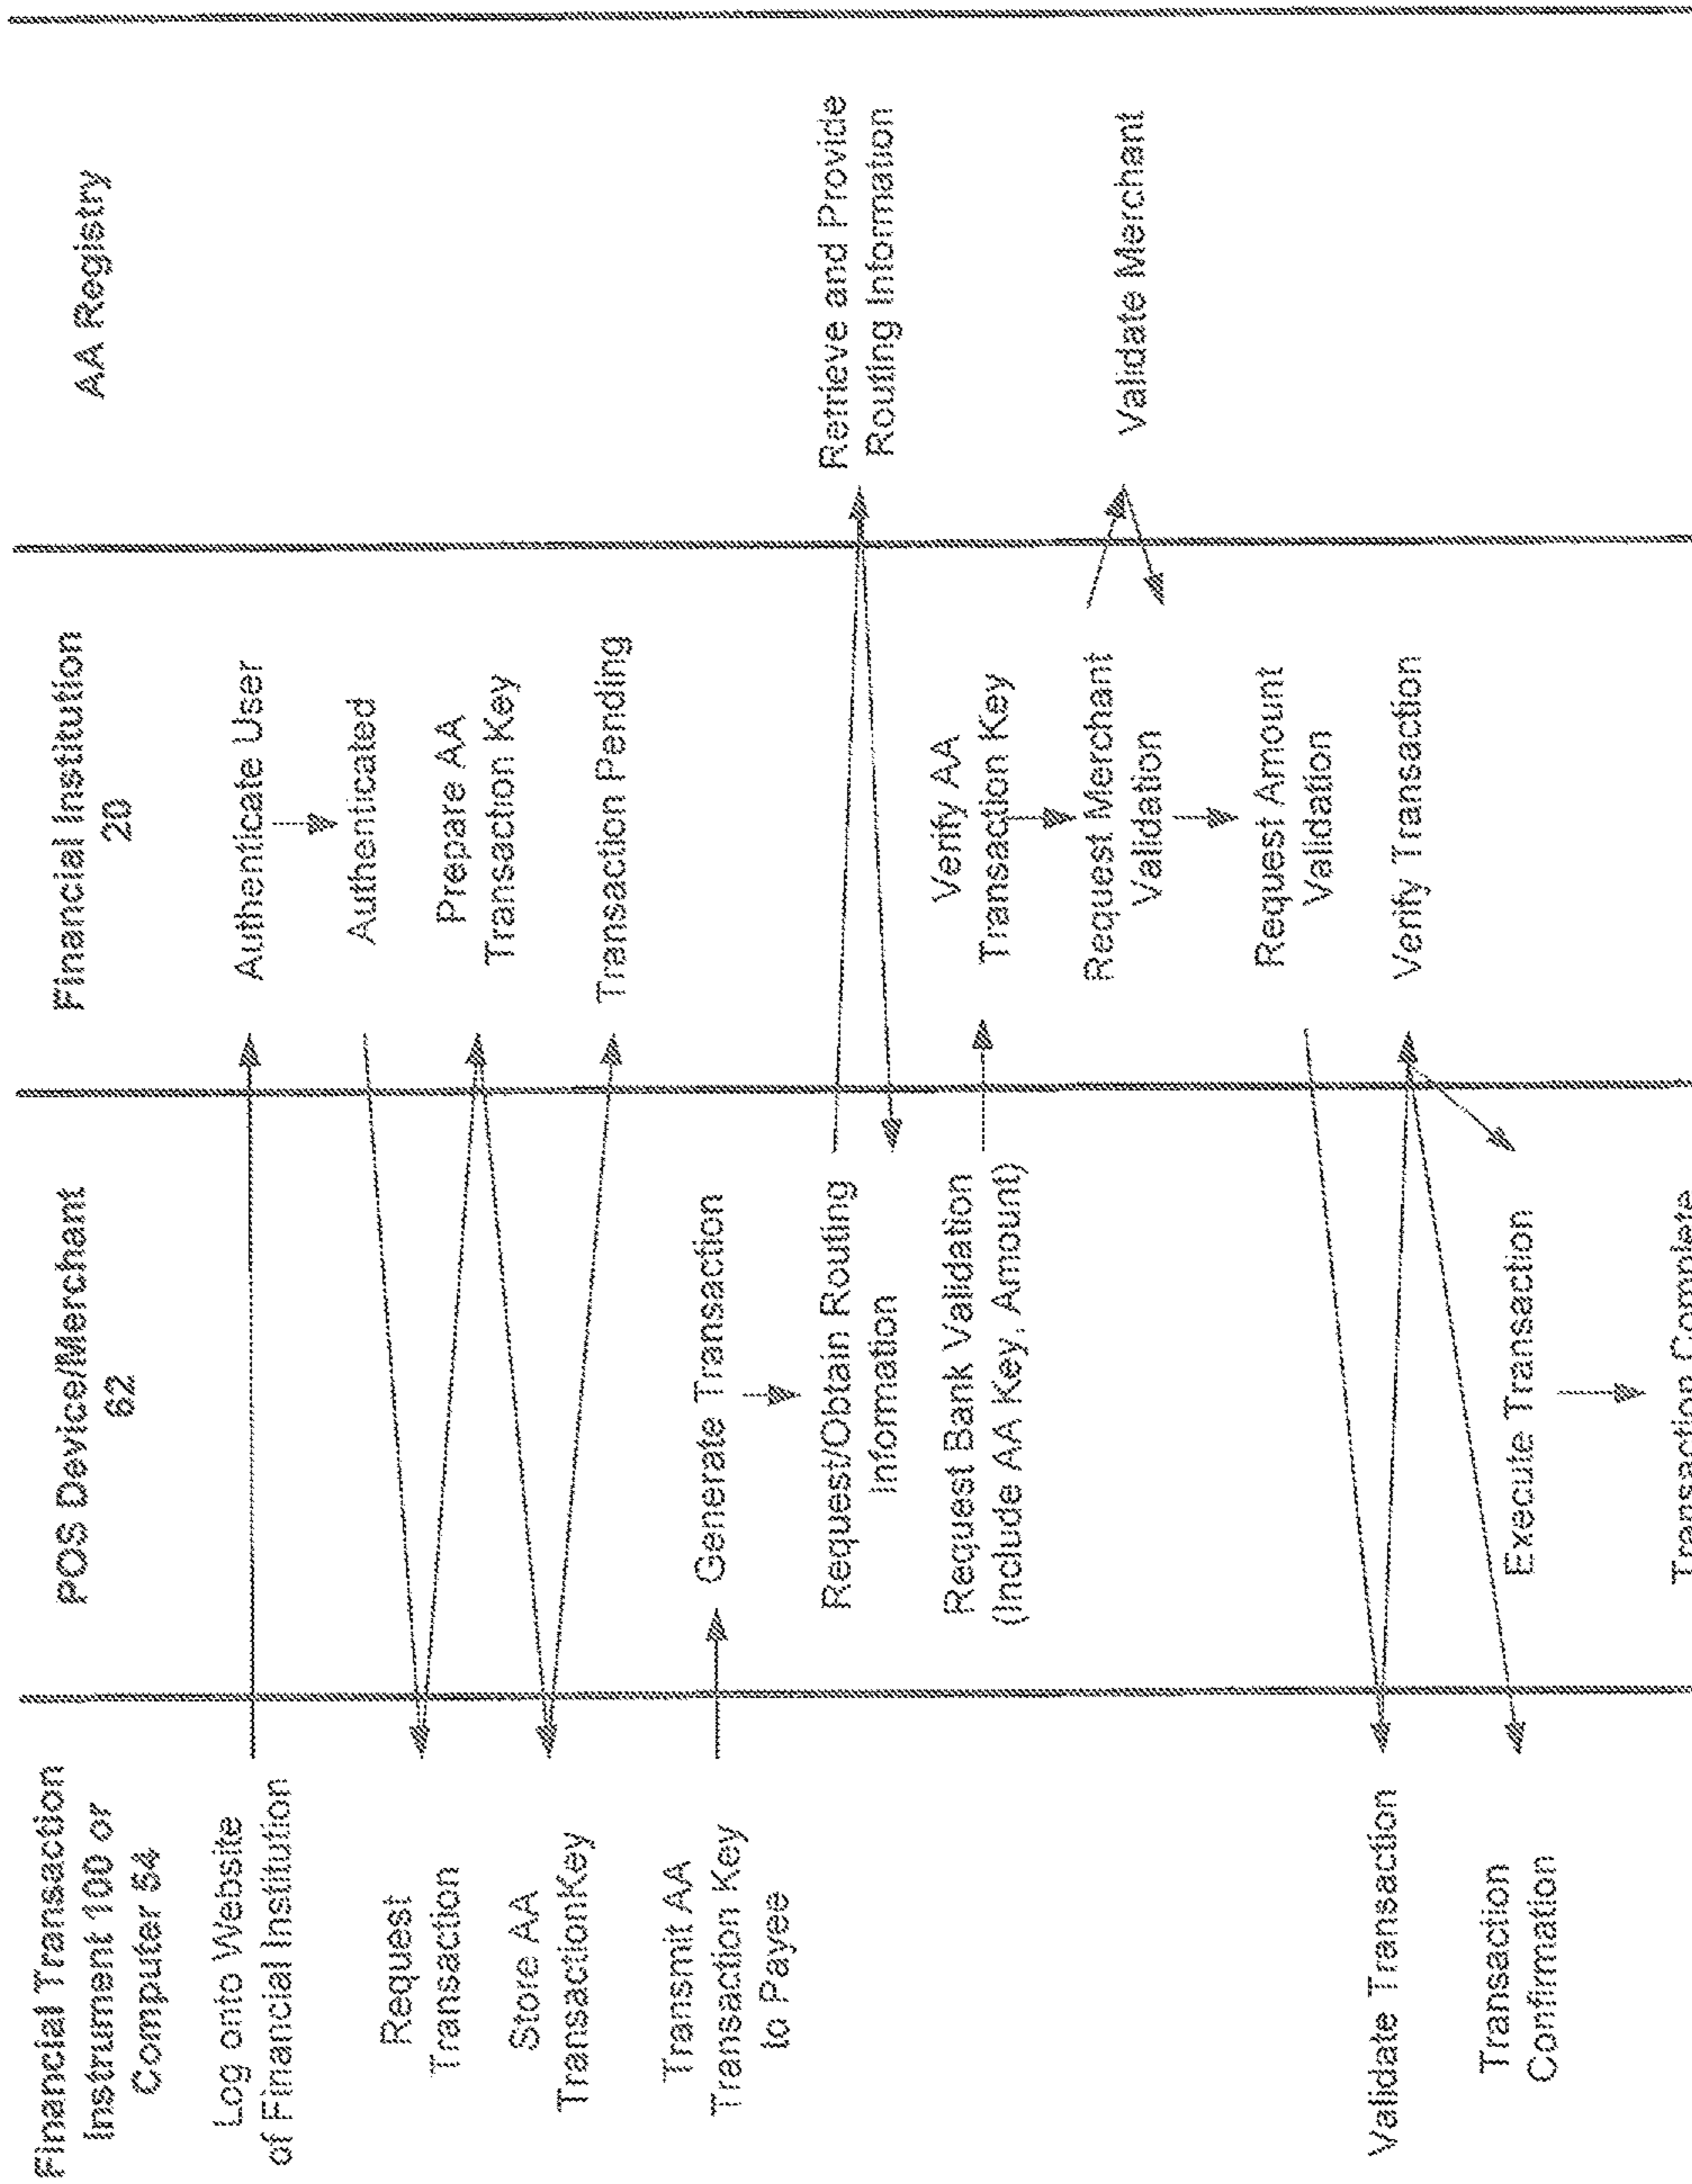 Financial Transaction
Instrument 100 or
Computer 54
POS Device/Merchant
62
Financial Institution
20
AA Registry
Log onto Website
of Financial Institution
Authenticate User
Authenticated
Request
Transaction
Prepare AA
Transaction Key
Store AA
TransactionKey
Transaction Pending
Transmit AA
Transaction Key
to Payee
Generate Transaction
Request/Obtain Routing
Information
Retrieve and Provide
Routing Information
Request Bank Validation
(Include AA Key, Amount)
Verify AA
Transaction Key
Request Merchant
Validation
Validate Merchant
Request Amount
Validation
Validate Transaction
Verify Transaction
Transaction
Confirmation
Execute Transaction
Transaction Complete